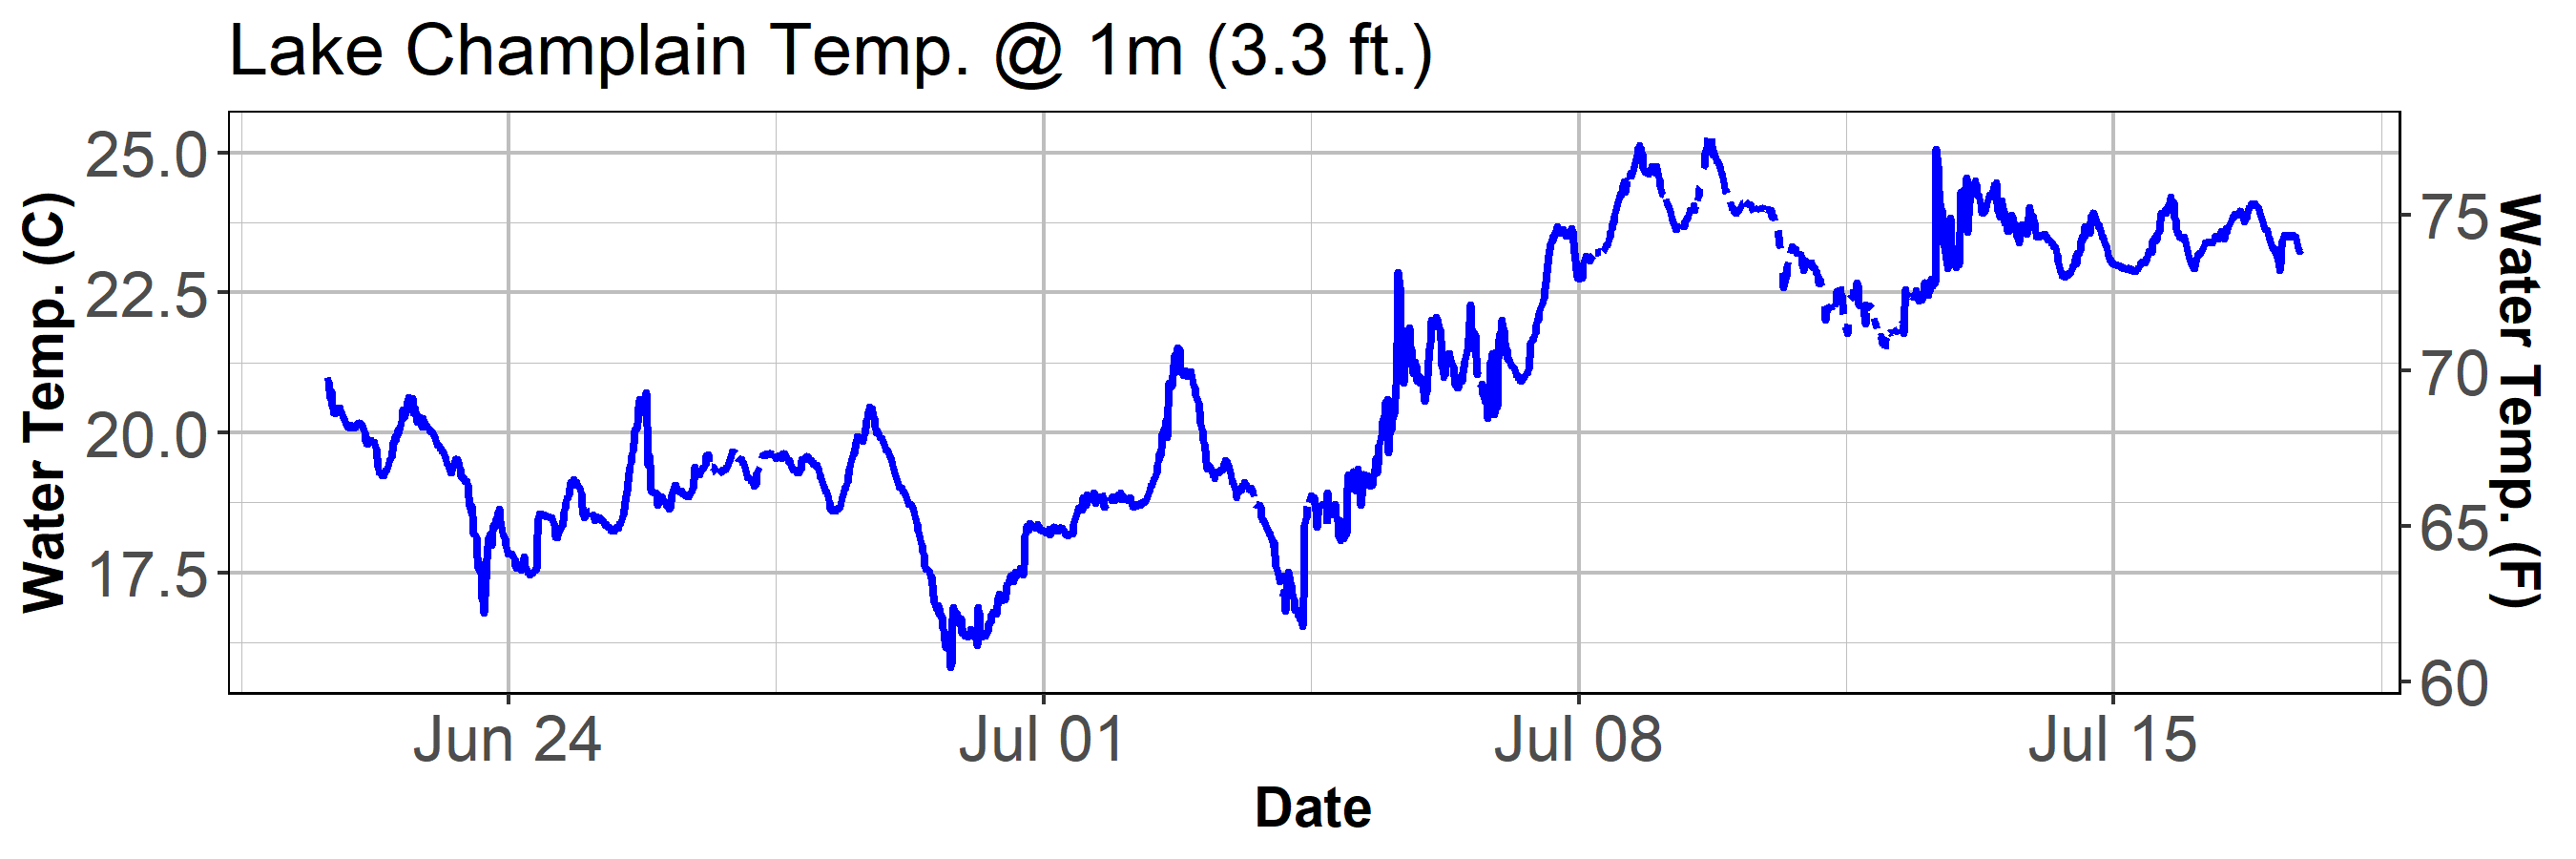 Lake Champlain Temp. @ 1m (3.3 ft.)
Water Temp. (C)
25.0
22.5
20.0
17.5
75
70
65
60
Water Temp. (F)
Jun 24
Jul 01
Jul 08
Jul 15
Date